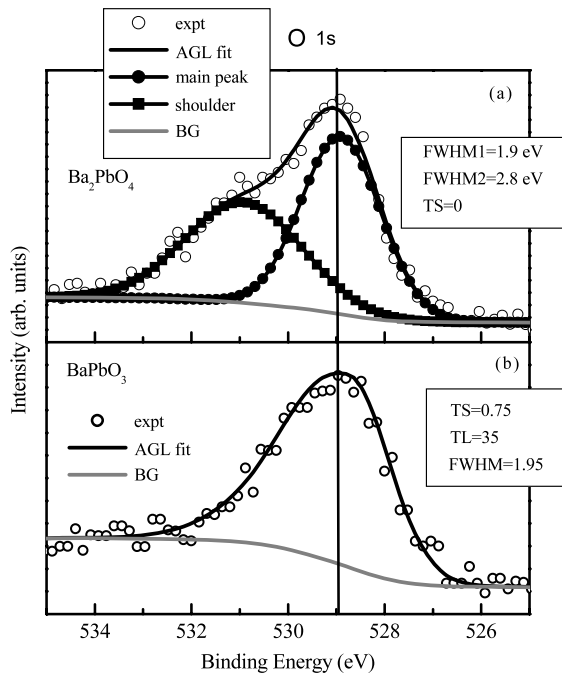 expt
AGL fit
main peak
shoulder
BG
O 1s
(a)
Ba₂PbO₄
FWHM1=1.9 eV
FWHM2=2.8 eV
TS=0
Intensity (arb. units)
(b)
BaPbO₃
expt
AGL fit
BG
TS=0.75
TL=35
FWHM=1.95
534 532 530 528 526
Binding Energy (eV)